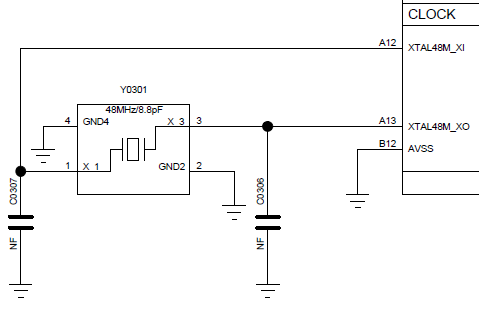 CLOCK
A12
XTAL48M_XI
Y0301
48MHz/8.8pF
4
GND4
X 3
3
A13
XTAL48M_XO
B12
AVSS
1
X 1
GND2
2
C0307
NF
C0306
NF